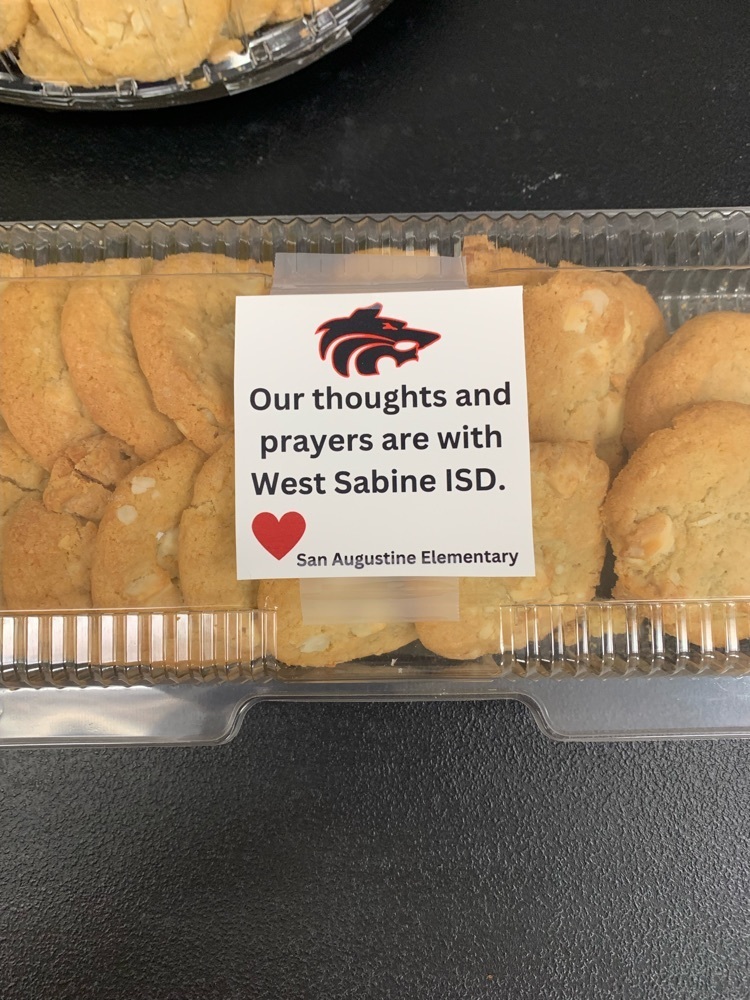 Our thoughts and
prayers are with
West Sabine ISD.
San Augustine Elementary